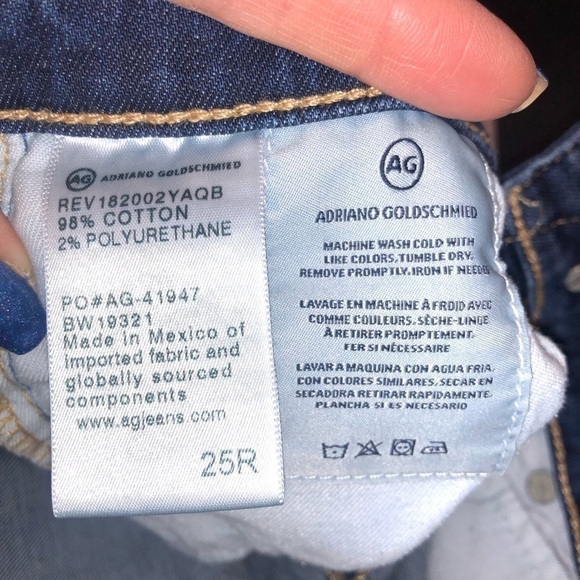 AG ADRIANO GOLDSCHMIED
REV182002YAQB
98% COTTON
2% POLYURETHANE
PO#AG-41947
BW19321
Made in Mexico of
imported fabric and
globally sourced
components
www.agjeans.com
25R
AG
ADRIANO GOLDSCHMIED
MACHINE WASH COLD WITH
LIKE COLORS.TUMBLE DRY.
REMOVE PROMPTLY.IRON IF NEEDED
LAVAGE EN MACHINE À FROID AVEC
COMME COULEURS. SÈCHE-LINGE
À RETIRER PROMPTEMENT.
FER SI NÉCESSAIRE
LAVAR A MAQUINA CON AGUA FRIA.
CON COLORES SIMILARES, SECAR EN
SECADORA RETIRAR RAPIDAMENTE.
PLANCHA SI ES NECESARIO